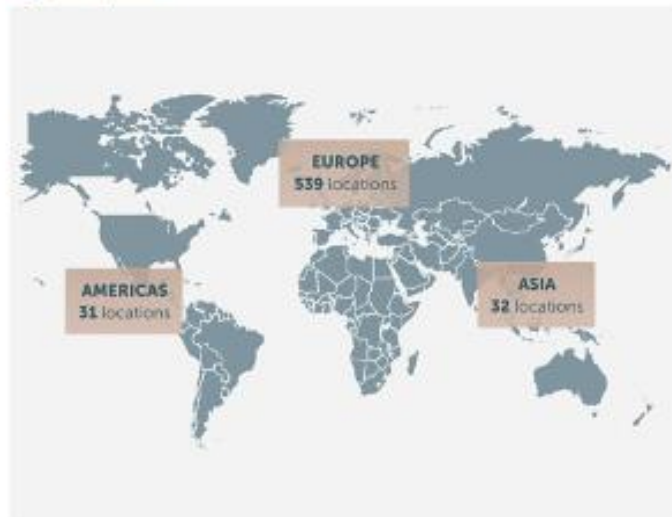 EUROPE
539 locations
AMERICAS
31 locations
ASIA
32 locations